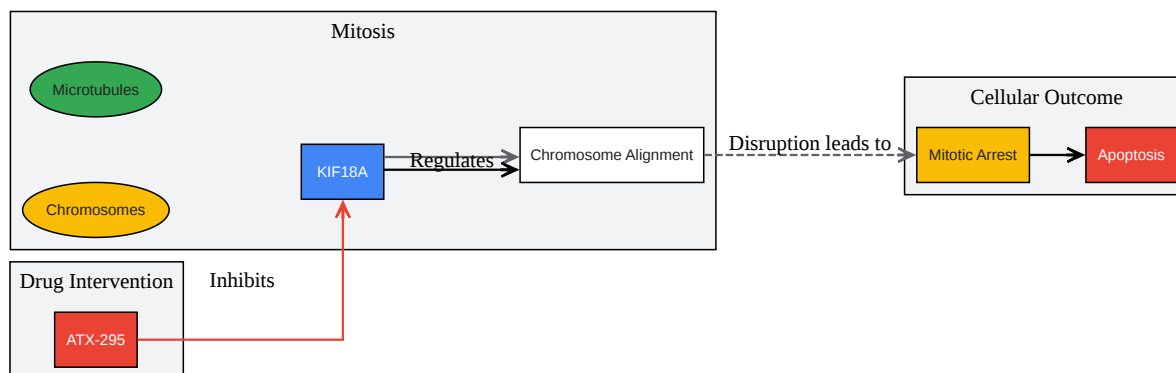 Mitosis
Microtubules
Chromosomes
KIF18A
Regulates
Chromosome Alignment
Disruption leads to
Cellular Outcome
Mitotic Arrest
Apoptosis
Drug Intervention
Inhibits
ATX-295